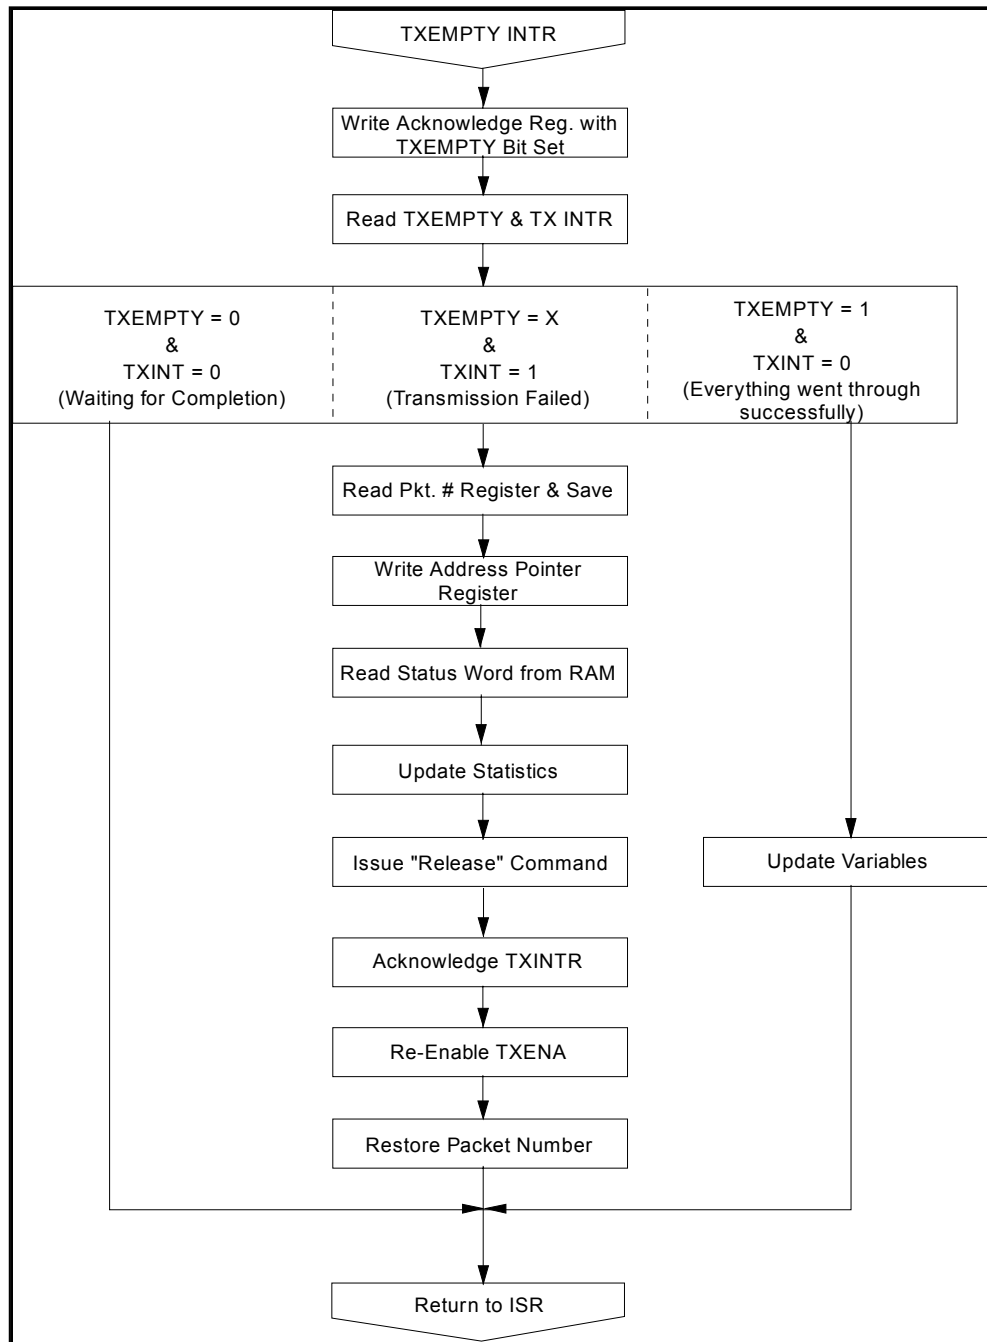 TXEMPTY INTR
Write Acknowledge Reg. with
TXEMPTY Bit Set
Read TXEMPTY & TX INTR
TXEMPTY = 0
&
TXINT = 0
(Waiting for Completion)
TXEMPTY = X
&
TXINT = 1
(Transmission Failed)
TXEMPTY = 1
&
TXINT = 0
(Everything went through
successfully)
Read Pkt. # Register & Save
Write Address Pointer
Register
Read Status Word from RAM
Update Statistics
Issue "Release" Command
Update Variables
Acknowledge TXINTR
Re-Enable TXENA
Restore Packet Number
Return to ISR